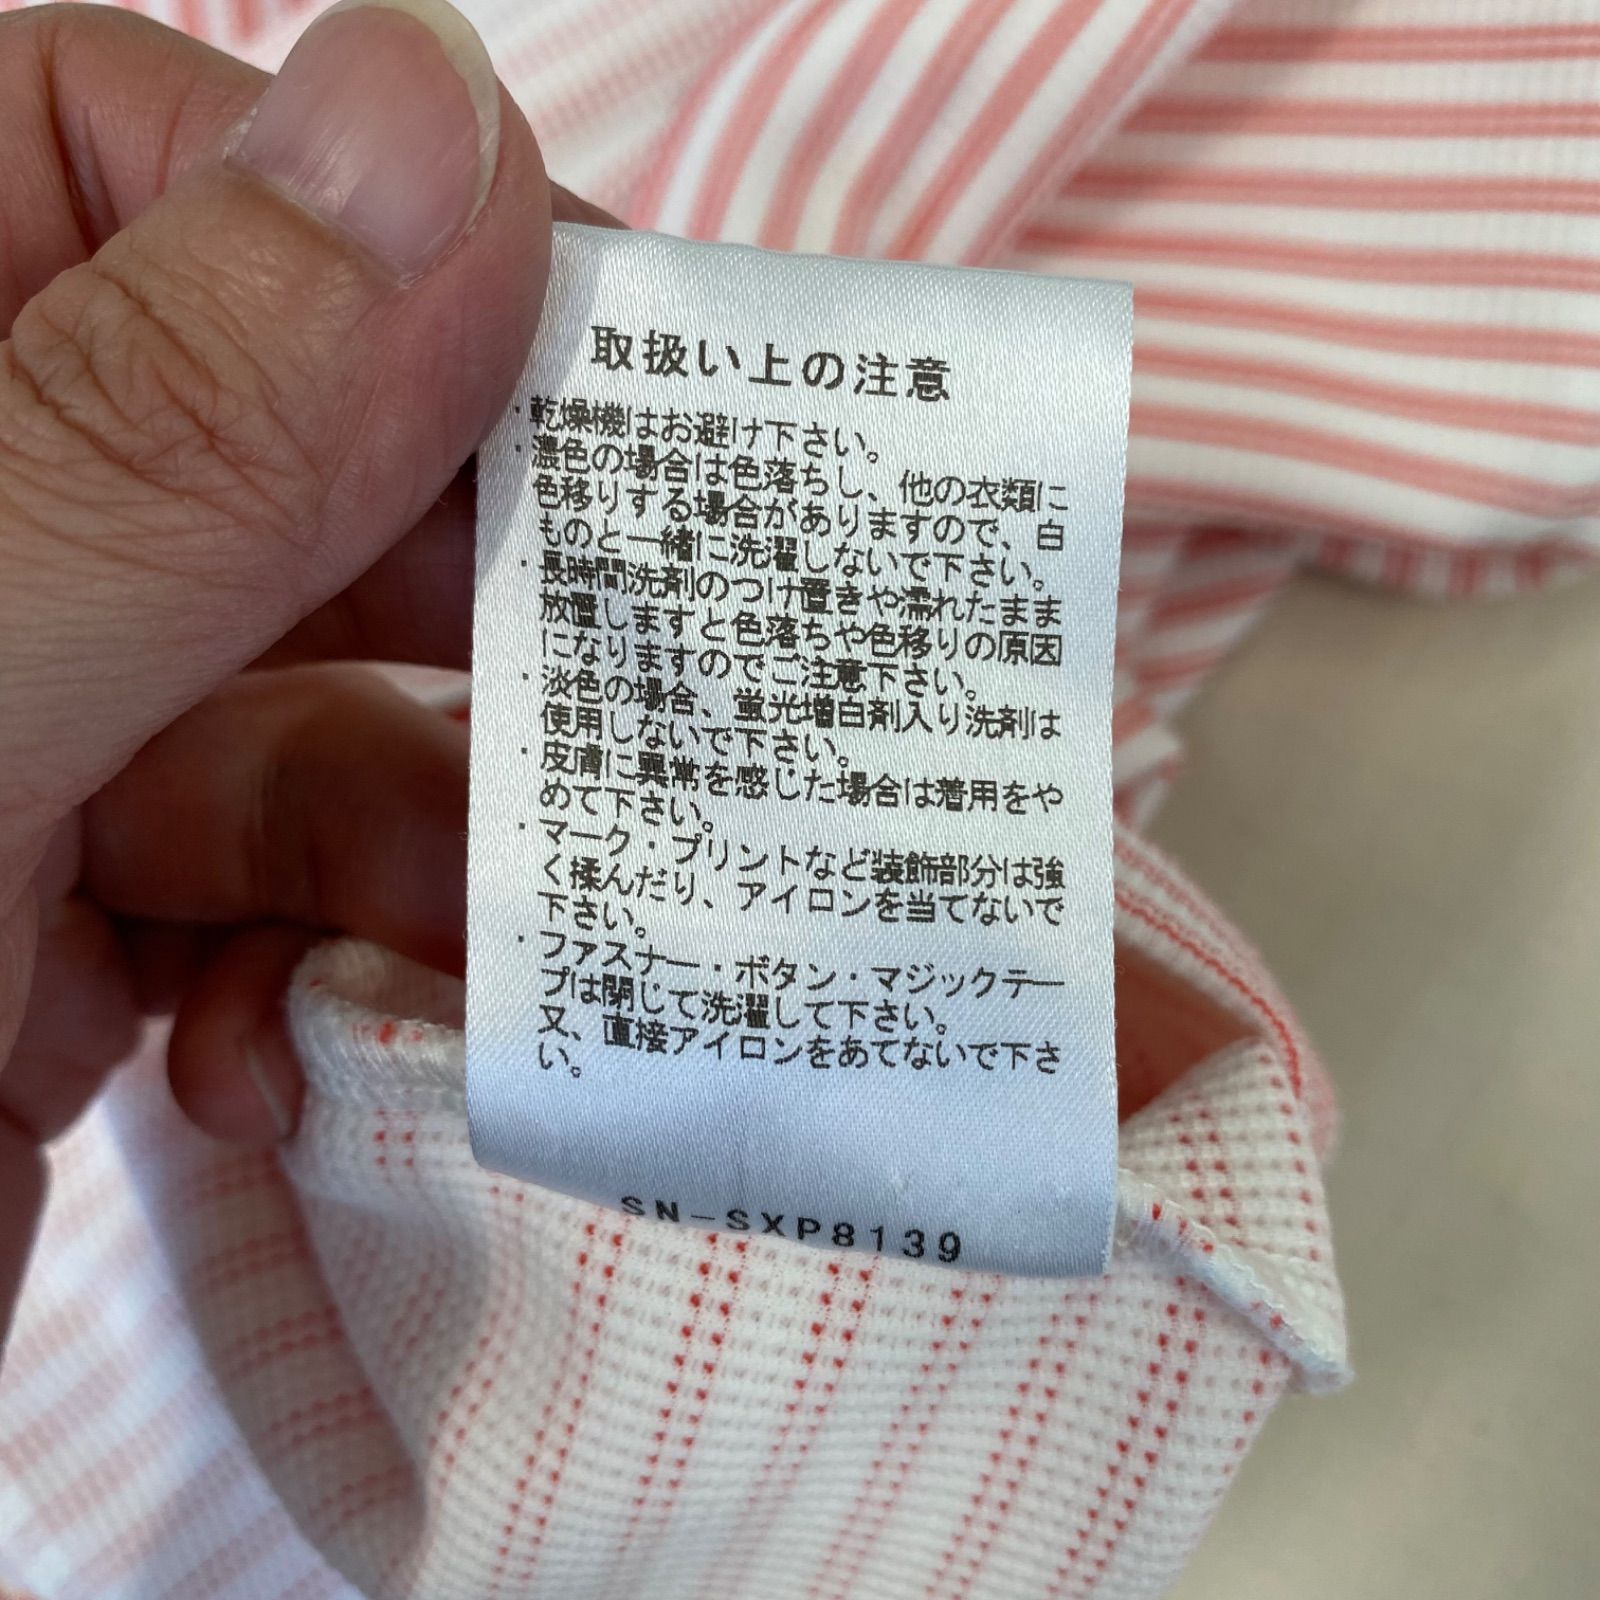 取扱い上の注意
・乾燥機はお避け下さい。
・濃色の場合は色落ちし、他の衣類に
色移りする場合がありますので、白
ものと一緒に洗濯しないで下さい。
・長時間洗剤のつけ置きや濡れたまま
放置しますと色落ちや色移りの原因
になりますのでご注意下さい。
・淡色の場合、蛍光増白剤入り洗剤は
使用しないで下さい。
・皮膚に異常を感じた場合は着用をや
めて下さい。
・マーク・プリントなど装飾部分は強
く揉んだり、アイロンを当てないで
下さい。
・ファスナー・ボタン・マジックテー
プは閉じて洗濯して下さい。
又、直接アイロンをあてないで下さ
い。
SN-SXP8139